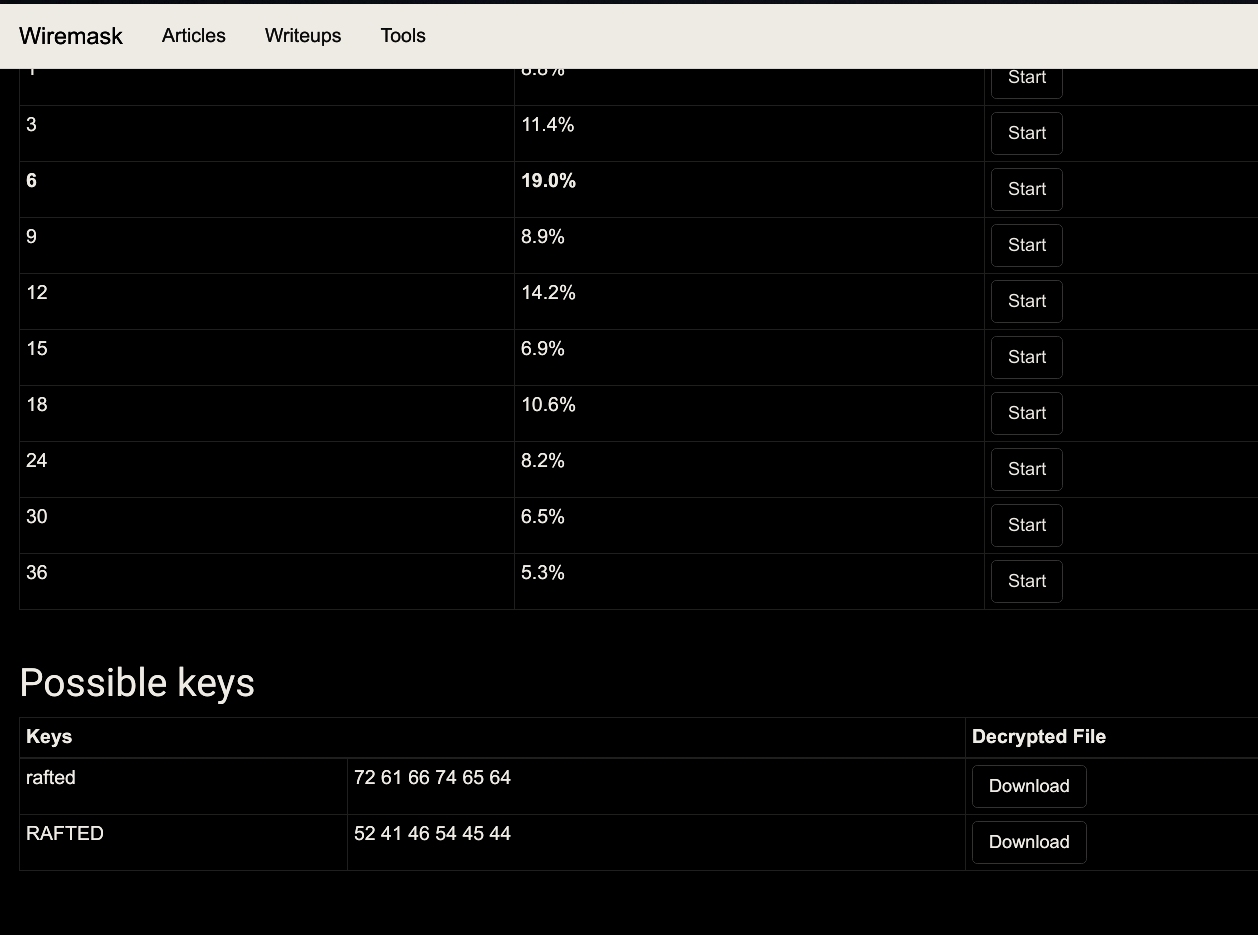 Wiremask Articles Writeups Tools
Start
3 11.4% Start
6 19.0% Start
9 8.9% Start
12 14.2% Start
15 6.9% Start
18 10.6% Start
24 8.2% Start
30 6.5% Start
36 5.3% Start
Possible keys
Keys Decrypted File
rafted 72 61 66 74 65 64 Download
RAFTED 52 41 46 54 45 44 Download